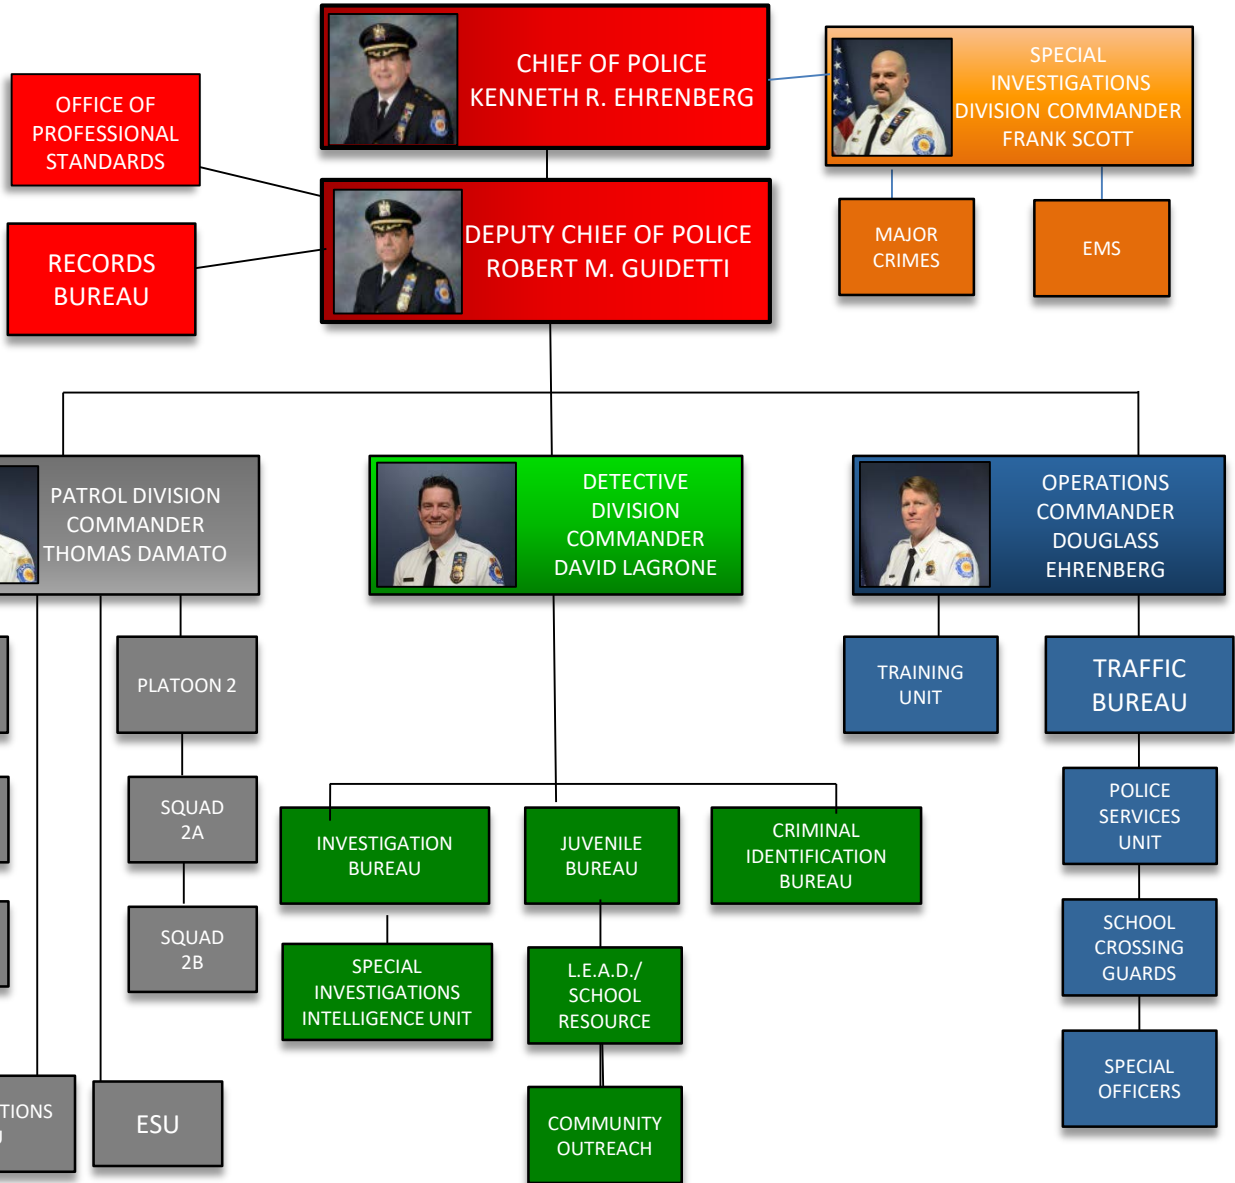 CHIEF OF POLICE
KENNETH R. EHRENBERG
SPECIAL
INVESTIGATIONS
DIVISION COMMANDER
FRANK SCOTT
OFFICE OF
PROFESSIONAL
STANDARDS
DEPUTY CHIEF OF POLICE
ROBERT M. GUIDETTI
RECORDS
BUREAU
MAJOR
CRIMES
EMS
PATROL DIVISION
COMMANDER
THOMAS DAMATO
DETECTIVE
DIVISION
COMMANDER
DAVID LAGRONE
OPERATIONS
COMMANDER
DOUGLASS
EHRENBERG
PLATOON 2
TRAINING
UNIT
TRAFFIC
BUREAU
SQUAD
2A
INVESTIGATION
BUREAU
JUVENILE
BUREAU
CRIMINAL
IDENTIFICATION
BUREAU
POLICE
SERVICES
UNIT
SQUAD
2B
SPECIAL
INVESTIGATIONS
INTELLIGENCE UNIT
L.E.A.D./
SCHOOL
RESOURCE
SCHOOL
CROSSING
GUARDS
ESU
COMMUNITY
OUTREACH
SPECIAL
OFFICERS